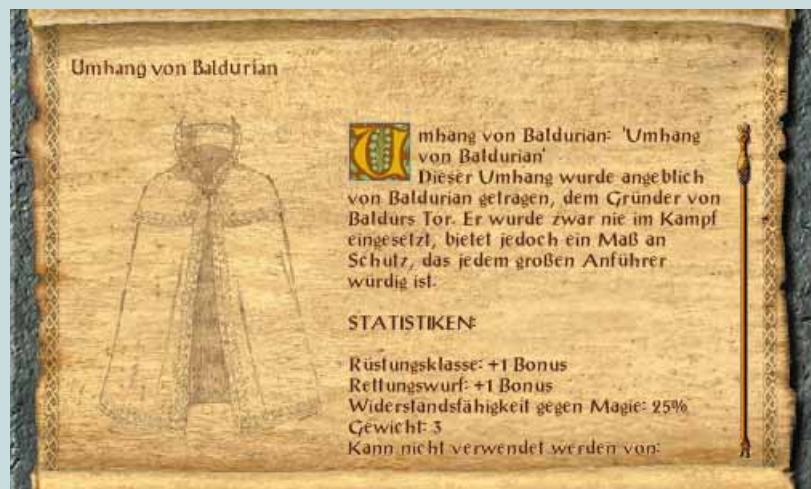 Umhang von Baldurian
Umhang von Baldurian: 'Umhang
von Baldurian'
Dieser Umhang wurde angeblich
von Baldurian getragen, dem Gründer von
Baldurs Tor. Er wurde zwar nie im Kampf
eingesetzt, bietet jedoch ein Maß an
Schutz, das jedem großen Anführer
würdig ist.
STATISTIKEN:
Rüstungsklasse: +1 Bonus
Rettungswurf: +1 Bonus
Widerstandsfähigkeit gegen Magie: 25%
Gewicht: 3
Kann nicht verwendet werden von: